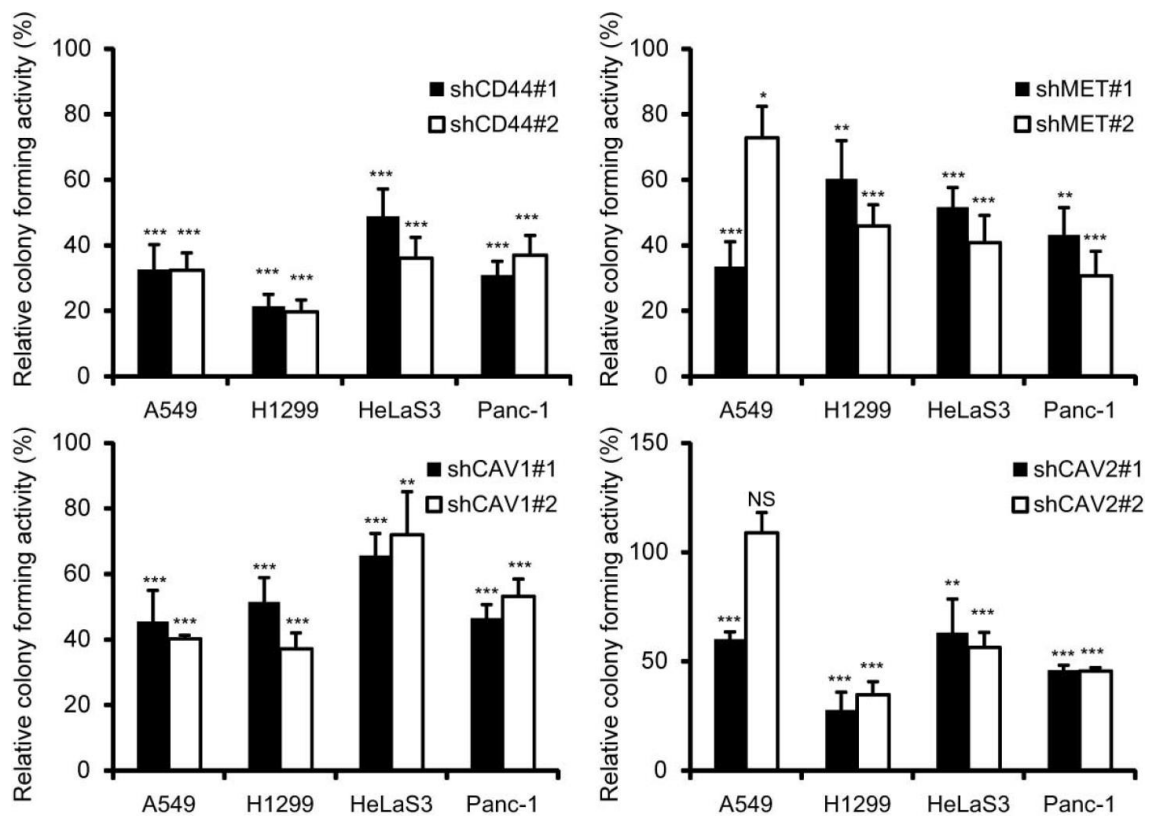 Relative colony forming activity (%)
100
80
60
40
20
0
shCD44#1
shCD44#2
*** ***
*** ***
*** ***
*** ***
A549 H1299 HeLaS3 Panc-1
Relative colony forming activity (%)
100
80
60
40
20
0
shMET#1
shMET#2
*** *
** ***
*** ***
** ***
A549 H1299 HeLaS3 Panc-1
Relative colony forming activity (%)
100
80
60
40
20
0
shCAV1#1
shCAV1#2
*** ***
*** ***
*** **
*** ***
A549 H1299 HeLaS3 Panc-1
Relative colony forming activity (%)
150
100
50
0
shCAV2#1
shCAV2#2
*** NS
*** ***
** ***
*** ***
A549 H1299 HeLaS3 Panc-1